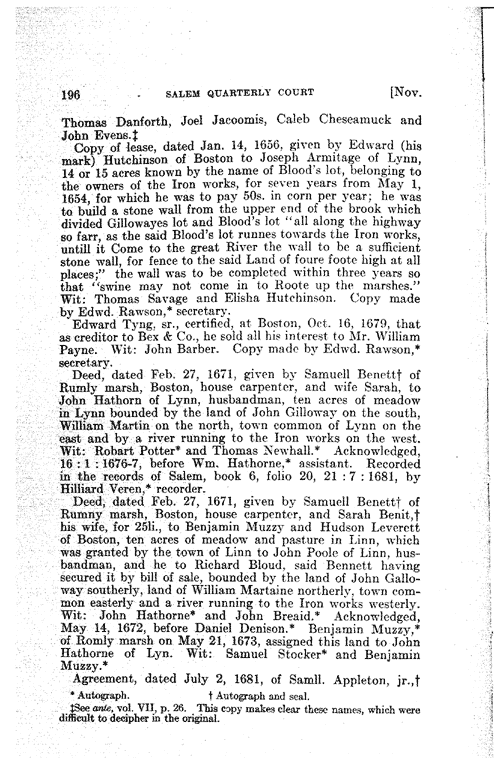 196 . SALEM QUARTERLY COURT [Nov.
Thomas Danforth, Joel Jacoomis, Caleb Cheseamuck and
John Evens.‡
Copy of lease, dated Jan. 14, 1656, given by Edward (his
mark) Hutchinson of Boston to Joseph Armitage of Lynn,
14 or 15 acres known by the name of Blood's lot, belonging to
the owners of the Iron works, for seven years from May 1,
1654, for which he was to pay 50s. in corn per year; he was
to build a stone wall from the upper end of the brook which
divided Gillowayes lot and Blood's lot "all along the highway
so farr, as the said Blood's lot runnes towards the Iron works,
untill it Come to the great River the wall to be a sufficient
stone wall, for fence to the said Land of foure foote high at all
places;" the wall was to be completed within three years so
that "swine may not come in to Roote up the marshes."
Wit: Thomas Savage and Elisha Hutchinson. Copy made
by Edwd. Rawson,* secretary.
Edward Tyng, sr., certified, at Boston, Oct. 16, 1679, that
as creditor to Bex & Co., he sold all his interest to Mr. William
Payne. Wit: John Barber. Copy made by Edwd. Rawson,*
secretary.
Deed, dated Feb. 27, 1671, given by Samuell Benett† of
Rumly marsh, Boston, house carpenter, and wife Sarah, to
John Hathorn of Lynn, husbandman, ten acres of meadow
in Lynn bounded by the land of John Gilloway on the south,
William Martin on the north, town common of Lynn on the
east and by a river running to the Iron works on the west.
Wit: Robart Potter* and Thomas Newhall.* Acknowledged,
16 : 1 : 1676-7, before Wm. Hathorne,* assistant. Recorded
in the records of Salem, book 6, folio 20, 21 : 7 : 1681, by
Hilliard Veren,* recorder.
Deed, dated Feb. 27, 1671, given by Samuell Benett† of
Rumny marsh, Boston, house carpenter, and Sarah Benit,†
his wife, for 25li., to Benjamin Muzzy and Hudson Leverett
of Boston, ten acres of meadow and pasture in Linn, which
was granted by the town of Linn to John Poole of Linn, hus-
bandman, and he to Richard Bloud, said Bennett having
secured it by bill of sale, bounded by the land of John Gallo-
way southerly, land of William Martaine northerly, town com-
mon easterly and a river running to the Iron works westerly.
Wit: John Hathorne* and John Breaid.* Acknowledged,
May 14, 1672, before Daniel Denison.* Benjamin Muzzy,*
of Romly marsh on May 21, 1673, assigned this land to John
Hathorne of Lyn. Wit: Samuel Stocker* and Benjamin
Muzzy.*
Agreement, dated July 2, 1681, of Samll. Appleton, jr.,†
* Autograph. † Autograph and seal.
‡See ante, vol. VII, p. 26. This copy makes clear these names, which were
difficult to decipher in the original.